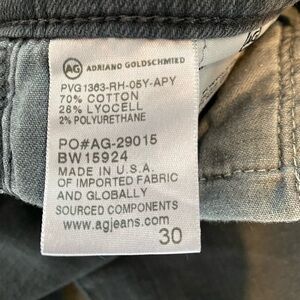 AG ADRIANO GOLDSCHMIED
PVG1363-RH-05Y-APY
70% COTTON
28% LYOCELL
2% POLYURETHANE
PO#AG-29015
BW15924
MADE IN U.S.A.
OF IMPORTED FABRIC
AND GLOBALLY
SOURCED COMPONENTS
www.agjeans.com
30